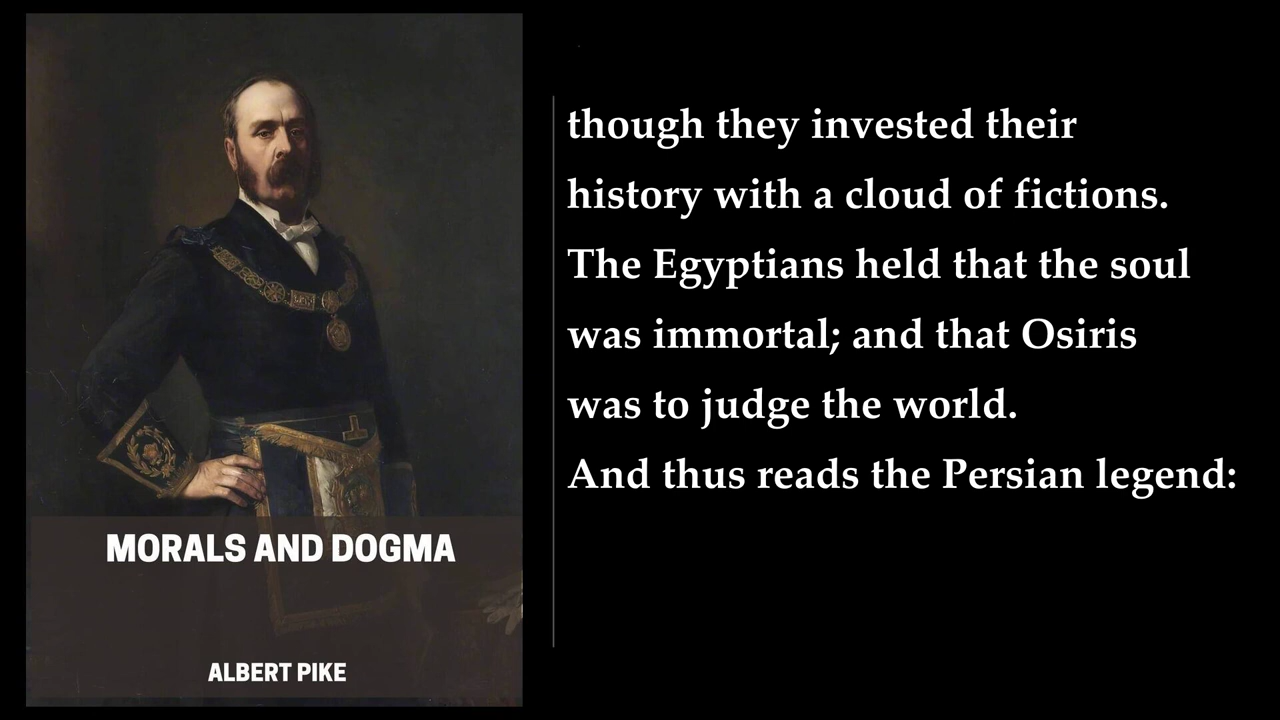 MORALS AND DOGMA
ALBERT PIKE
though they invested their
history with a cloud of fictions.
The Egyptians held that the soul
was immortal; and that Osiris
was to judge the world.
And thus reads the Persian legend: